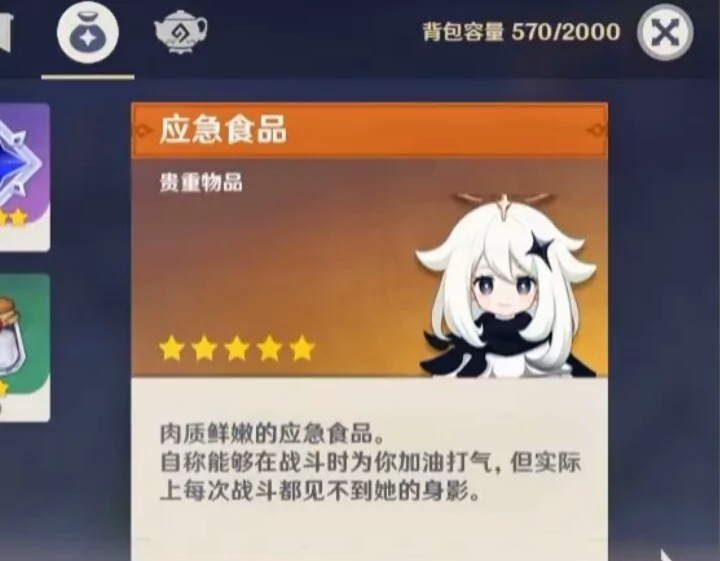 背包容量 570/2000
应急食品
贵重物品
肉质鲜嫩的应急食品。
自称能够在战斗时为你加油打气，但实际
上每次战斗都见不到她的身影。